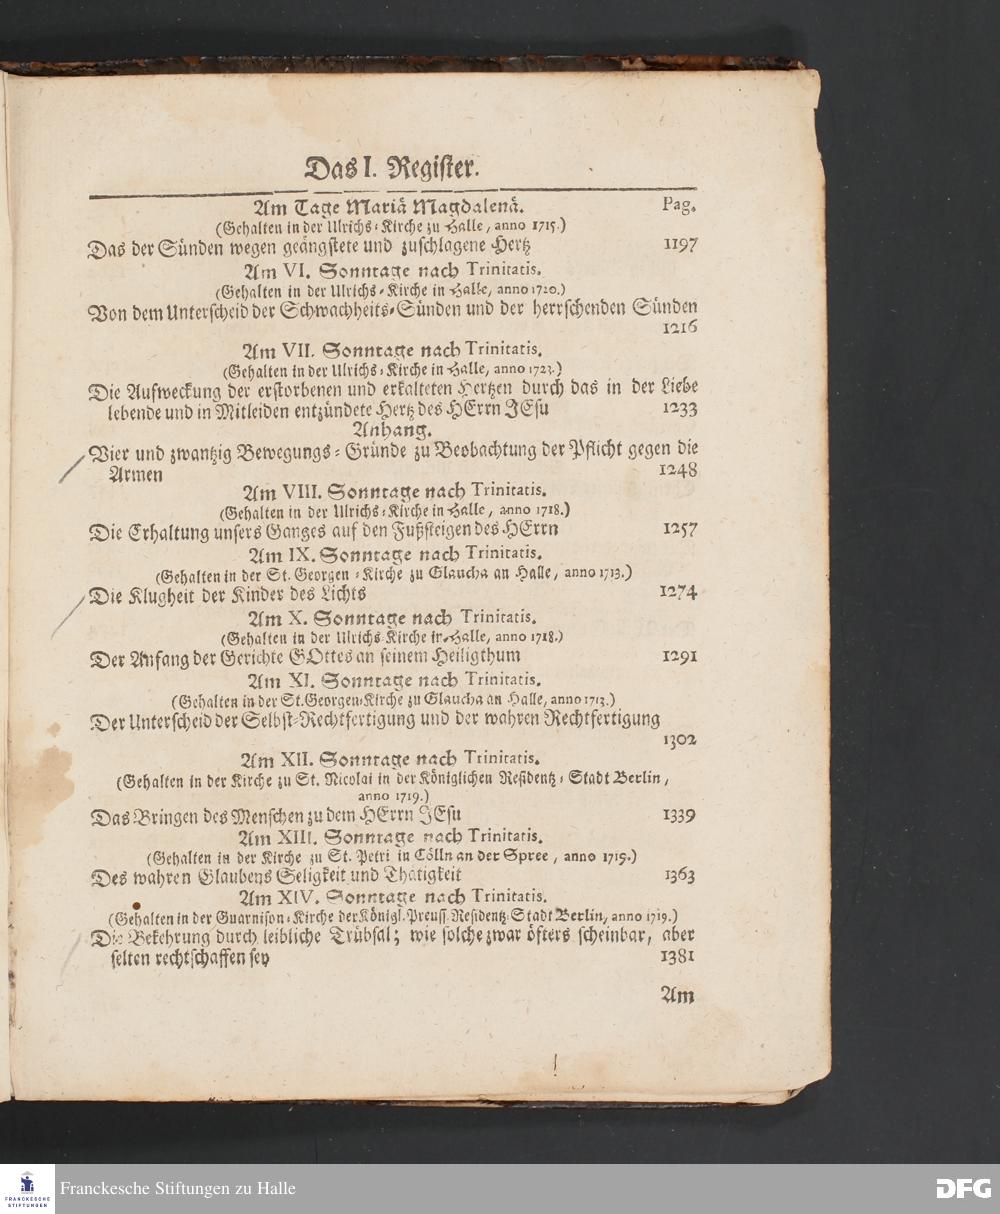 Das I. Register.
Am Tage Mariä Magdalenä. Pag.
(Gehalten in der Ulrichs-Kirche zu Halle, anno 1715.)
Das der Sünden wegen geängstete und zuschlagene Hertz 1197
Am VI. Sonntage nach Trinitatis.
(Gehalten in der Ulrichs-Kirche in Halle, anno 1720.)
Von dem Unterscheid der Schwachheits-Sünden und der herrschenden Sünden
1216
Am VII. Sonntage nach Trinitatis.
(Gehalten in der Ulrichs-Kirche in Halle, anno 1723.)
Die Aufweckung der erstorbenen und erkalteten Hertzen durch das in der Liebe
lebende und in Mitleiden entzündete Hertz des HErrn JEsu 1233
Anhang.
Vier und zwantzig Bewegungs-Gründe zu Beobachtung der Pflicht gegen die
Armen 1248
Am VIII. Sonntage nach Trinitatis.
(Gehalten in der Ulrichs-Kirche in Halle, anno 1718.)
Die Erhaltung unsers Ganges auf den Fußsteigen des HErrn 1257
Am IX. Sonntage nach Trinitatis.
(Gehalten in der St. Georgen-Kirche zu Glaucha an Halle, anno 1713.)
Die Klugheit der Kinder des Lichts 1274
Am X. Sonntage nach Trinitatis.
(Gehalten in der Ulrichs-Kirche in Halle, anno 1718.)
Der Anfang der Gerichte GOttes an seinem Heiligthum 1291
Am XI. Sonntage nach Trinitatis.
(Gehalten in der St. Georgen-Kirche zu Glaucha an Halle, anno 1713.)
Der Unterscheid der Selbst-Rechtfertigung und der wahren Rechtfertigung
1302
Am XII. Sonntage nach Trinitatis.
(Gehalten in der Kirche zu St. Nicolai in der Königlichen Residentz-Stadt Berlin,
anno 1719.)
Das Bringen des Menschen zu dem HErrn JEsu 1339
Am XIII. Sonntage nach Trinitatis.
(Gehalten in der Kirche zu St. Petri in Cölln an der Spree, anno 1719.)
Des wahren Glaubens Seligkeit und Thätigkeit 1363
Am XIV. Sonntage nach Trinitatis.
(Gehalten in der Guarnison-Kirche der Königl. Preuss. Residentz-Stadt Berlin, anno 1719.)
Die Bekehrung durch leibliche Trübsal; wie solche zwar öfters scheinbar, aber
selten rechtschaffen sey 1381
Am
FRANCKESCHE
STIFTUNGEN
Franckesche Stiftungen zu Halle
DFG